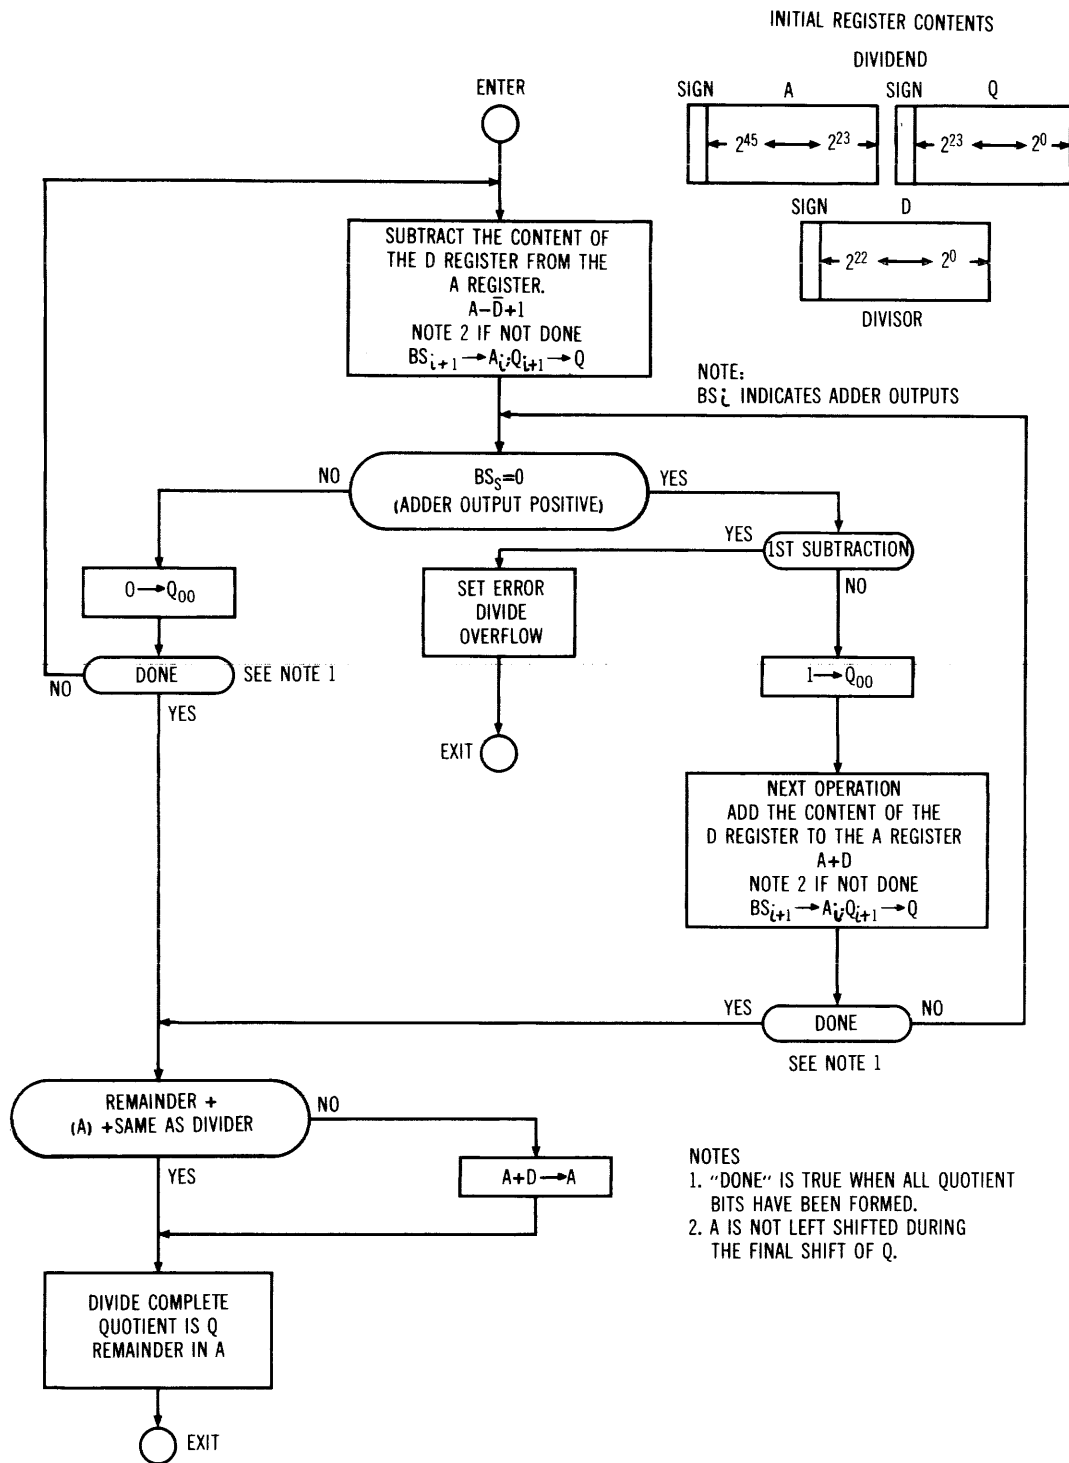 INITIAL REGISTER CONTENTS
DIVIDEND
SIGN A SIGN Q
2^45 2^23 2^23 2^0
SIGN D
2^22 2^0
DIVISOR
ENTER
SUBTRACT THE CONTENT OF
THE D REGISTER FROM THE
A REGISTER.
A-D̅+1
NOTE 2 IF NOT DONE
BS_{i+1}→A_i;Q_{i+1}→Q
NOTE:
BS_i INDICATES ADDER OUTPUTS
NO
BS_S=0
(ADDER OUTPUT POSITIVE)
YES
YES
1ST SUBTRACTION
NO
0→Q_00
SET ERROR
DIVIDE
OVERFLOW
NO
DONE
SEE NOTE 1
YES
1→Q_00
EXIT
NEXT OPERATION
ADD THE CONTENT OF THE
D REGISTER TO THE A REGISTER
A+D
NOTE 2 IF NOT DONE
BS_{i+1}→A_i;Q_{i+1}→Q
YES
DONE
NO
SEE NOTE 1
REMAINDER +
(A) +SAME AS DIVIDER
NO
YES
A+D→A
NOTES
1. "DONE" IS TRUE WHEN ALL QUOTIENT
BITS HAVE BEEN FORMED.
2. A IS NOT LEFT SHIFTED DURING
THE FINAL SHIFT OF Q.
DIVIDE COMPLETE
QUOTIENT IS Q
REMAINDER IN A
EXIT